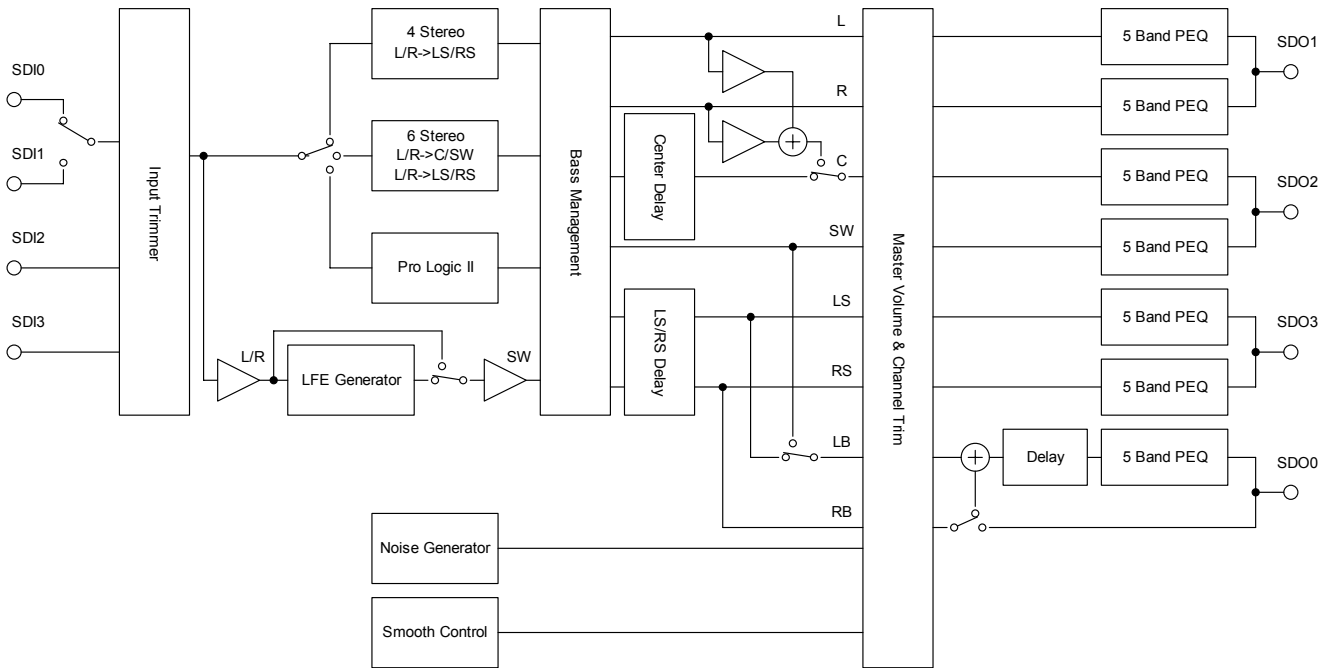 SDI0
SDI1
SDI2
SDI3
Input Trimmer
4 Stereo
L/R->LS/RS
6 Stereo
L/R->C/SW
L/R->LS/RS
Pro Logic II
L/R
LFE Generator
SW
Bass Management
Center Delay
LS/RS Delay
L
R
C
SW
LS
RS
LB
RB
Noise Generator
Smooth Control
Master Volume & Channel Trim
5 Band PEQ
5 Band PEQ
SDO1
5 Band PEQ
5 Band PEQ
SDO2
5 Band PEQ
5 Band PEQ
SDO3
Delay
5 Band PEQ
SDO0